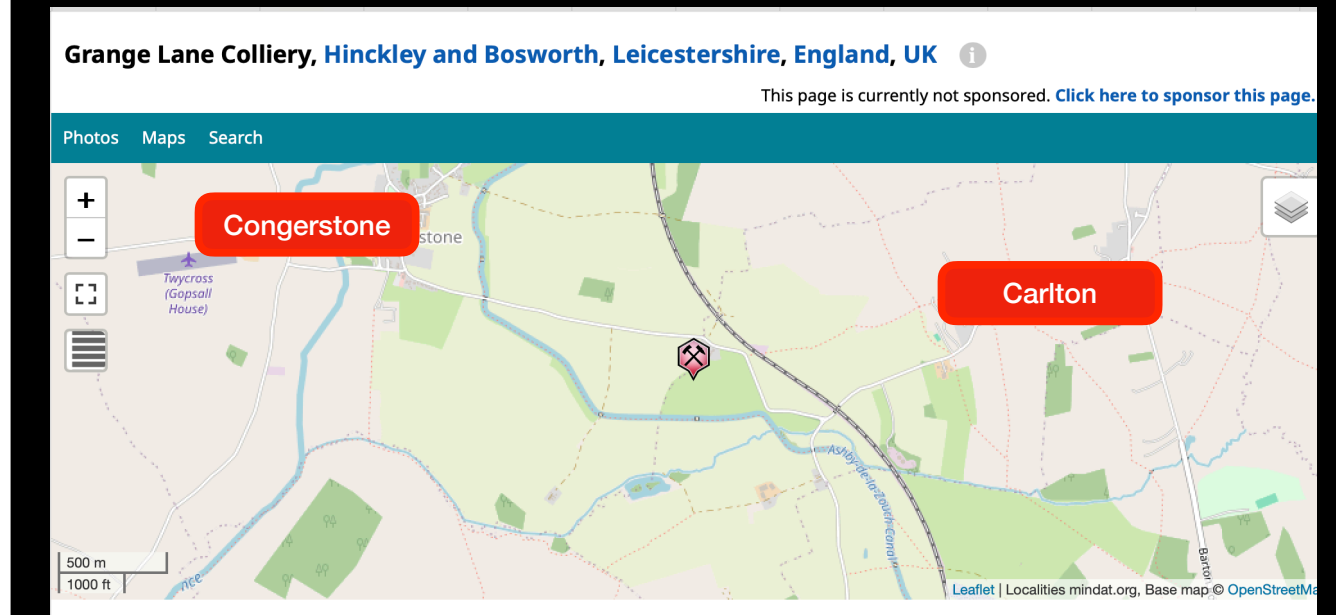 Grange Lane Colliery, Hinckley and Bosworth, Leicestershire, England, UK i
This page is currently not sponsored. Click here to sponsor this page.
Photos Maps Search
+
−
Congerstone
stone
Twycross
(Gopsall
House)
Carlton
Ashby-de-la-Zouch Canal
Barton
500 m
1000 ft
rice
Leaflet | Localities mindat.org, Base map © OpenStreetMa